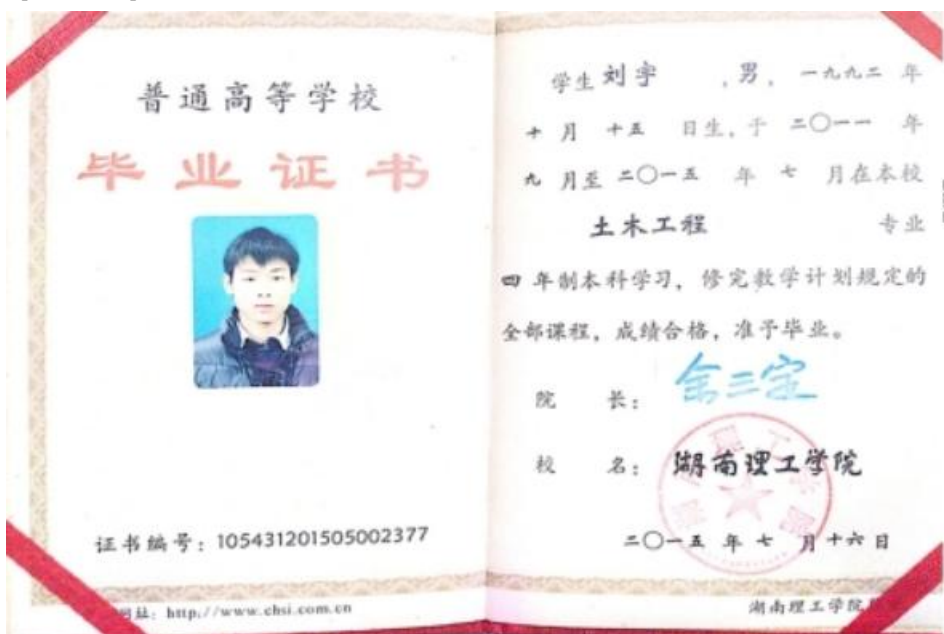 普通高等学校
毕业证书
证书编号：105431201505002377
网址：http://www.chsi.com.cn
学生 刘宇 ，男，一九九二 年
十 月 十五 日生，于 二〇一一 年
九 月至 二〇一五 年 七 月在本校
土木工程 专业
四 年制本科学习，修完教学计划规定的
全部课程，成绩合格，准予毕业。
院 长：余三定
校 名：湖南理工学院
二〇一五 年 七 月十六日
湖南理工学院